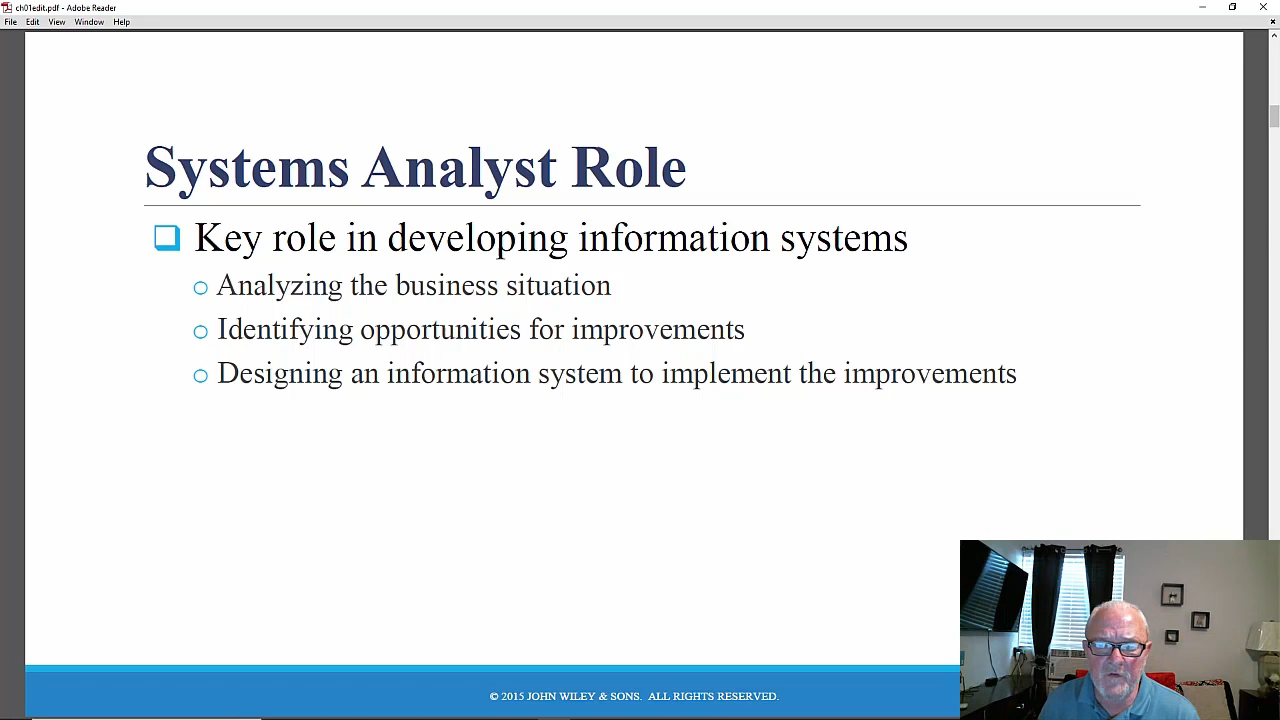 ch01edit.pdf - Adobe Reader
File Edit View Window Help
Systems Analyst Role
Key role in developing information systems
Analyzing the business situation
Identifying opportunities for improvements
Designing an information system to implement the improvements
© 2015 JOHN WILEY & SONS. ALL RIGHTS RESERVED.